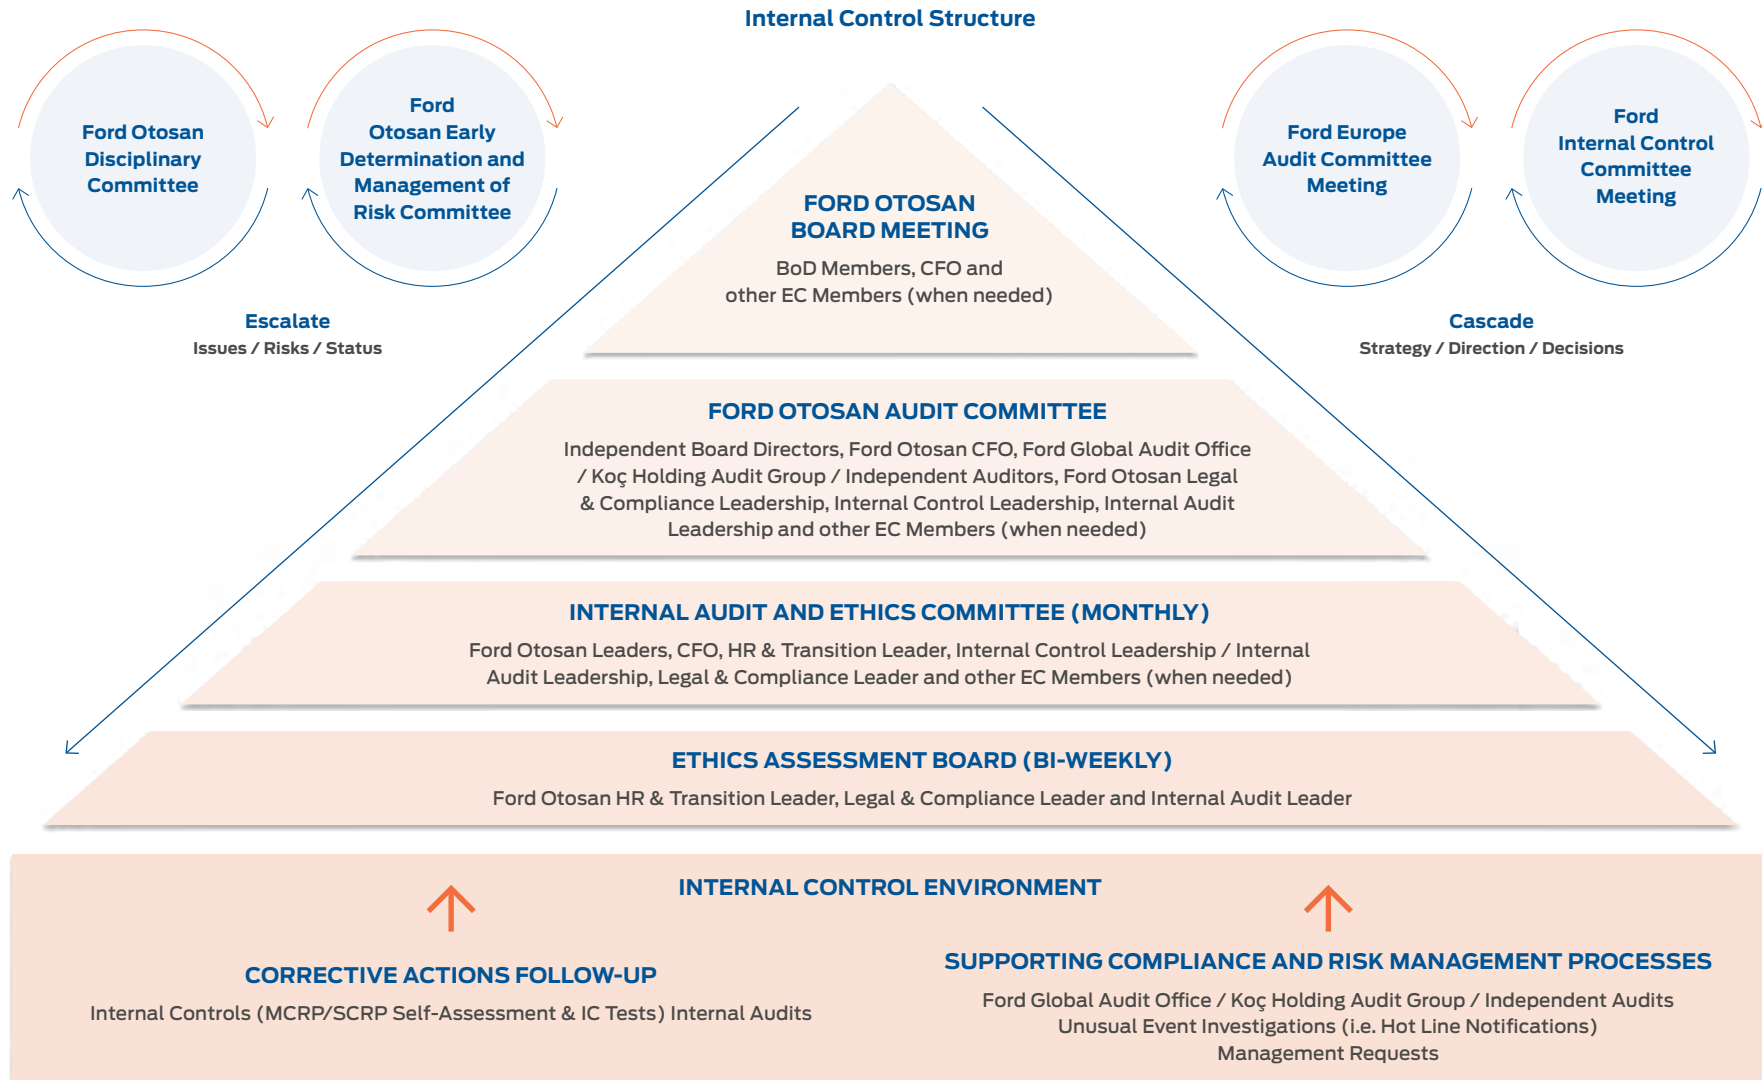 Internal Control Structure
Ford Otosan
Disciplinary
Committee
Ford
Otosan Early
Determination and
Management of
Risk Committee
Escalate
Issues / Risks / Status
Ford Europe
Audit Committee
Meeting
Ford
Internal Control
Committee
Meeting
Cascade
Strategy / Direction / Decisions
FORD OTOSAN
BOARD MEETING
BoD Members, CFO and
other EC Members (when needed)
FORD OTOSAN AUDIT COMMITTEE
Independent Board Directors, Ford Otosan CFO, Ford Global Audit Office
/ Koç Holding Audit Group / Independent Auditors, Ford Otosan Legal
& Compliance Leadership, Internal Control Leadership, Internal Audit
Leadership and other EC Members (when needed)
INTERNAL AUDIT AND ETHICS COMMITTEE (MONTHLY)
Ford Otosan Leaders, CFO, HR & Transition Leader, Internal Control Leadership / Internal
Audit Leadership, Legal & Compliance Leader and other EC Members (when needed)
ETHICS ASSESSMENT BOARD (BI-WEEKLY)
Ford Otosan HR & Transition Leader, Legal & Compliance Leader and Internal Audit Leader
INTERNAL CONTROL ENVIRONMENT
CORRECTIVE ACTIONS FOLLOW-UP
Internal Controls (MCRP/SCRP Self-Assessment & IC Tests) Internal Audits
SUPPORTING COMPLIANCE AND RISK MANAGEMENT PROCESSES
Ford Global Audit Office / Koç Holding Audit Group / Independent Audits
Unusual Event Investigations (i.e. Hot Line Notifications)
Management Requests